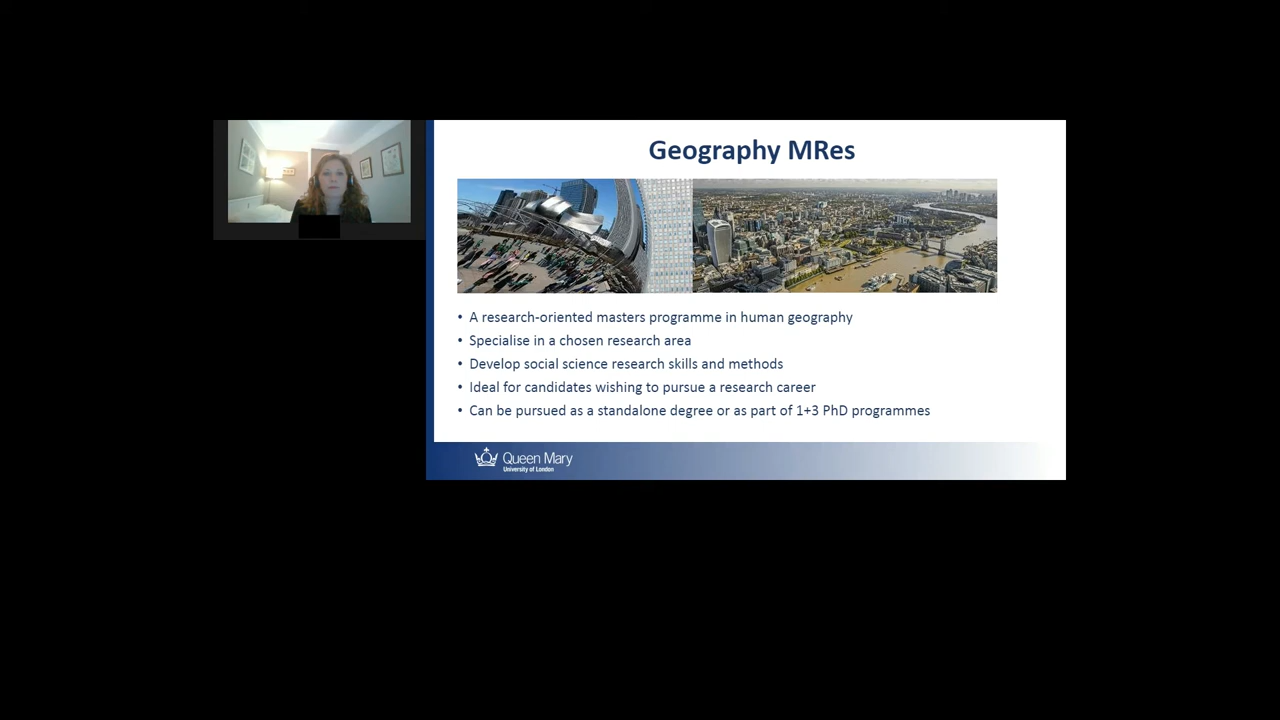 Geography MRes
• A research-oriented masters programme in human geography
• Specialise in a chosen research area
• Develop social science research skills and methods
• Ideal for candidates wishing to pursue a research career
• Can be pursued as a standalone degree or as part of 1+3 PhD programmes
Queen Mary
University of London